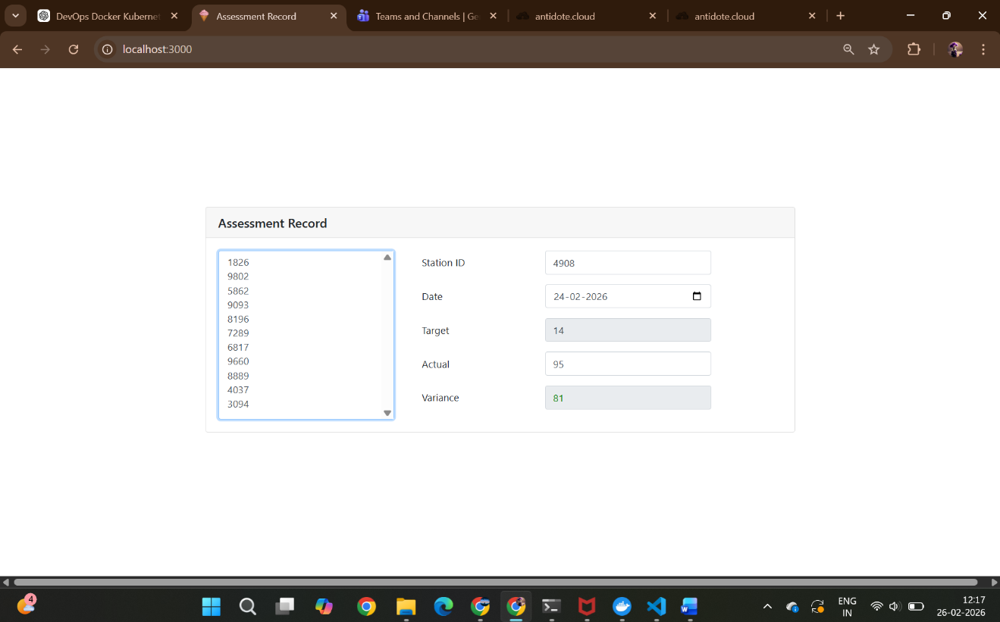 DevOps Docker Kubernet
Assessment Record
Teams and Channels | Ge
antidote.cloud
antidote.cloud
localhost:3000
Assessment Record
1826
9802
5862
9093
8196
7289
6817
9660
8889
4037
3094
Station ID
4908
Date
24-02-2026
Target
14
Actual
95
Variance
81
4
ENG
IN
12:17
26-02-2026